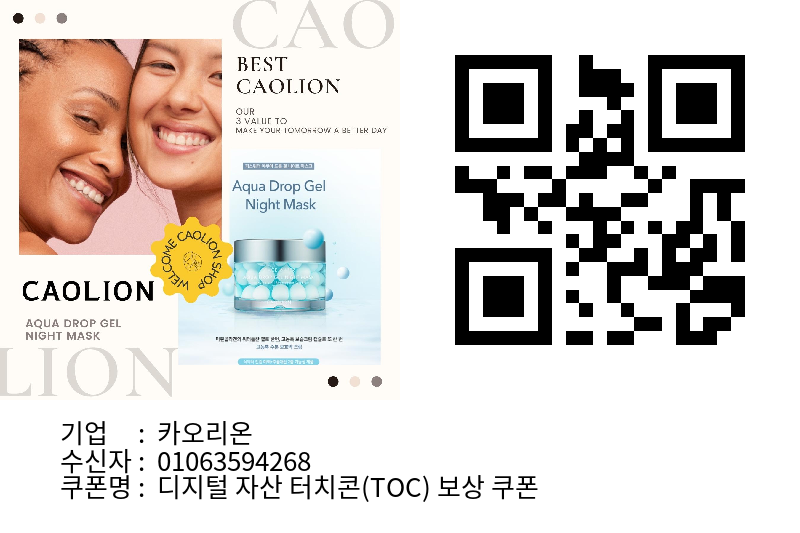 CAO
BEST
CAOLION
OUR
3 VALUE TO
MAKE YOUR TOMORROW A BETTER DAY
Aqua Drop Gel
Night Mask
WELCOME CAOLION SHOP
CAOLION
AQUA DROP GEL
NIGHT MASK
LION
기업 : 카오리온
수신자 : 01063594268
쿠폰명 : 디지털 자산 터치콘(TOC) 보상 쿠폰